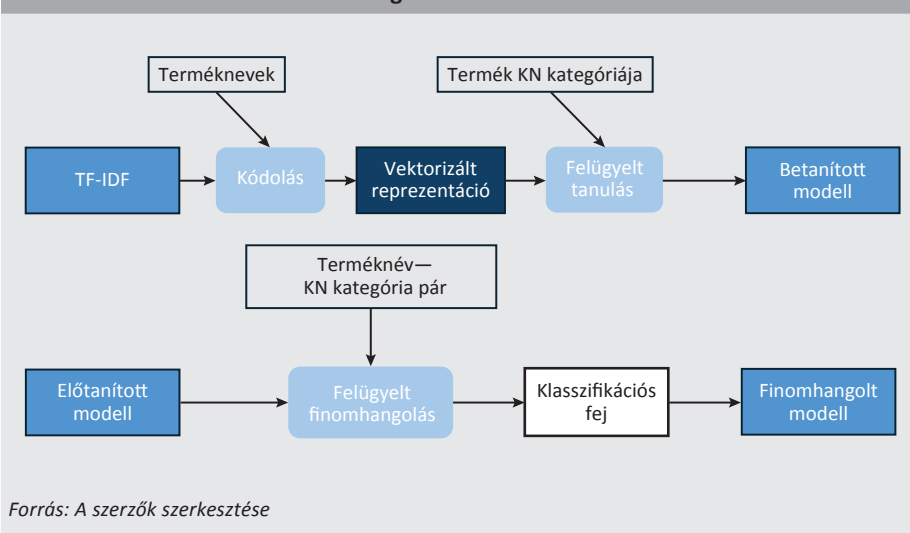 Terméknevek
Termék KN kategóriája
TF-IDF
Kódolás
Vektorizált
reprezentáció
Felügyelt
tanulás
Betanított
modell
Terméknév—
KN kategória pár
Előtanított
modell
Felügyelt
finomhangolás
Klasszifikációs
fej
Finomhangolt
modell
Forrás: A szerzők szerkesztése